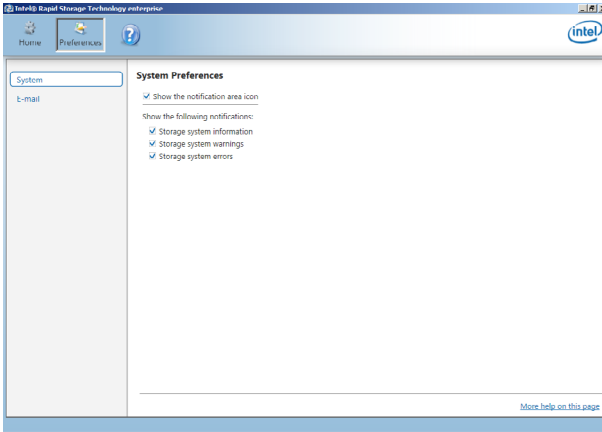 Intel® Rapid Storage Technology enterprise
Home
Preferences
?
intel
System
E-mail
System Preferences
Show the notification area icon
Show the following notifications:
Storage system information
Storage system warnings
Storage system errors
More help on this page